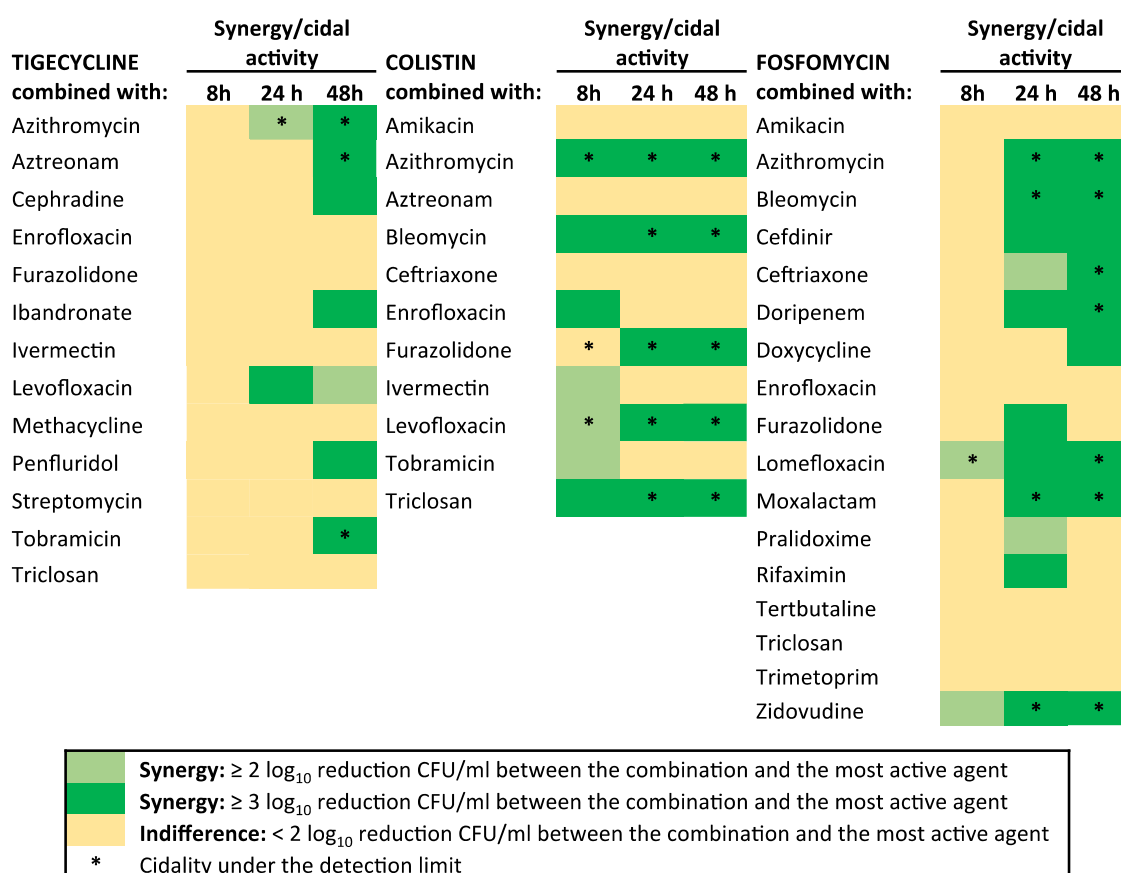 Synergy/cidal
activity
TIGECYCLINE
combined with:
8h 24 h 48h
Azithromycin * *
Aztreonam *
Cephradine
Enrofloxacin
Furazolidone
Ibandronate
Ivermectin
Levofloxacin
Methacycline
Penfluridol
Streptomycin
Tobramicin *
Triclosan
Synergy/cidal
activity
COLISTIN
combined with:
8h 24 h 48 h
Amikacin
Azithromycin * * *
Aztreonam
Bleomycin * *
Ceftriaxone
Enrofloxacin
Furazolidone * * *
Ivermectin
Levofloxacin * * *
Tobramicin
Triclosan * *
Synergy/cidal
activity
FOSFOMYCIN
combined with:
8h 24 h 48 h
Amikacin
Azithromycin * *
Bleomycin * *
Cefdinir
Ceftriaxone *
Doripenem *
Doxycycline
Enrofloxacin
Furazolidone
Lomefloxacin * *
Moxalactam * *
Pralidoxime
Rifaximin
Tertbutaline
Triclosan
Trimetoprim
Zidovudine * *
Synergy: ≥ 2 log10 reduction CFU/ml between the combination and the most active agent
Synergy: ≥ 3 log10 reduction CFU/ml between the combination and the most active agent
Indifference: < 2 log10 reduction CFU/ml between the combination and the most active agent
* Cidality under the detection limit